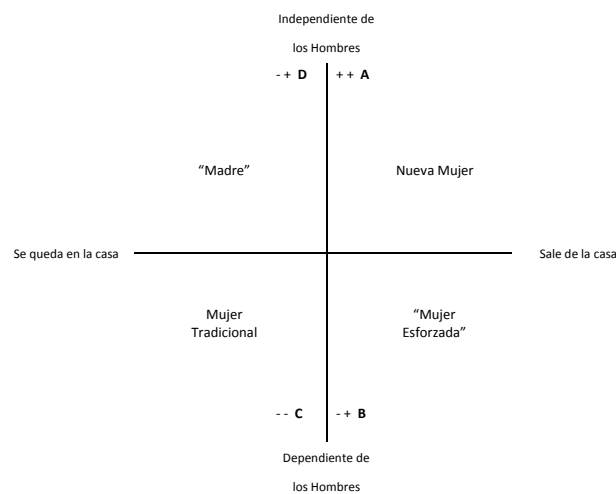 Independiente de
los Hombres
- + D
+ + A
“Madre”
Nueva Mujer
Se queda en la casa
Sale de la casa
Mujer
Tradicional
“Mujer
Esforzada”
- - C
- + B
Dependiente de
los Hombres